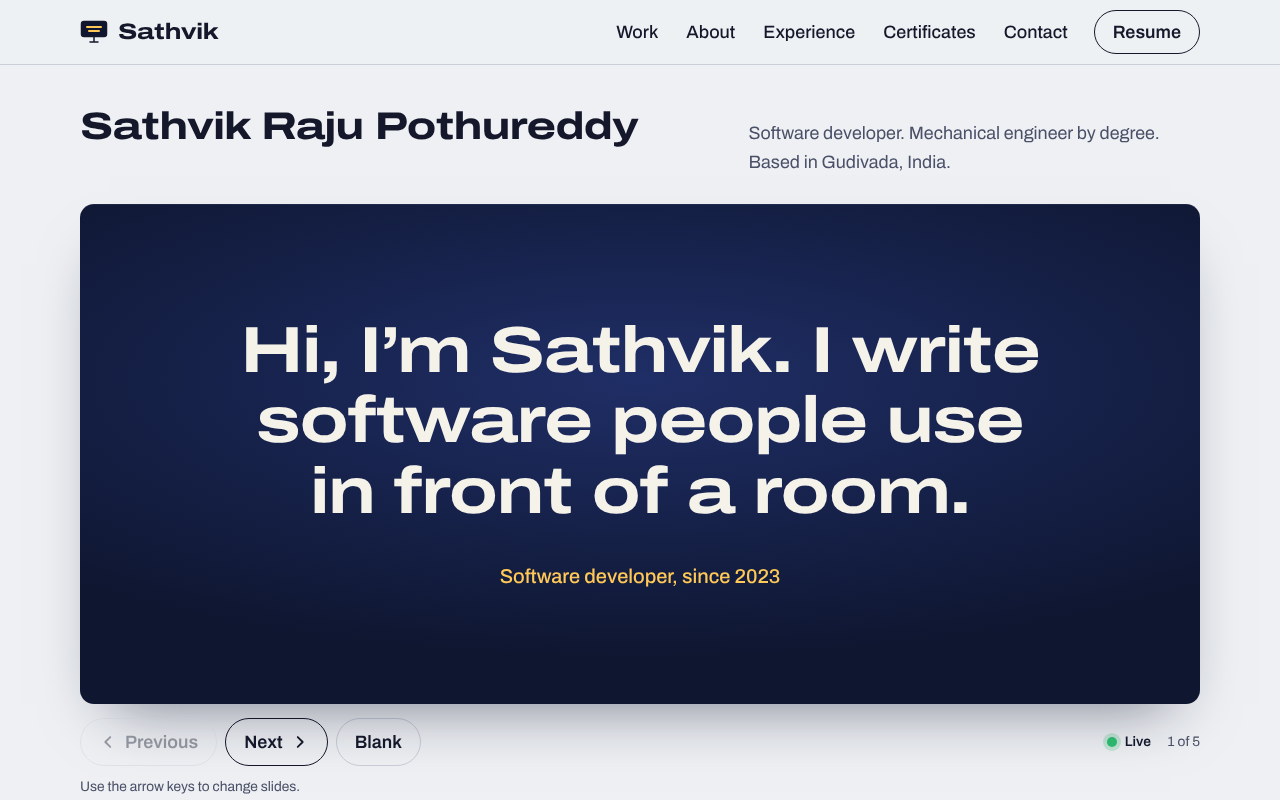 Sathvik
Work
About
Experience
Certificates
Contact
Resume
Sathvik Raju Pothureddy
Software developer. Mechanical engineer by degree.
Based in Gudivada, India.
Hi, I’m Sathvik. I write
software people use
in front of a room.
Software developer, since 2023
Previous
Next
Blank
Live
1 of 5
Use the arrow keys to change slides.